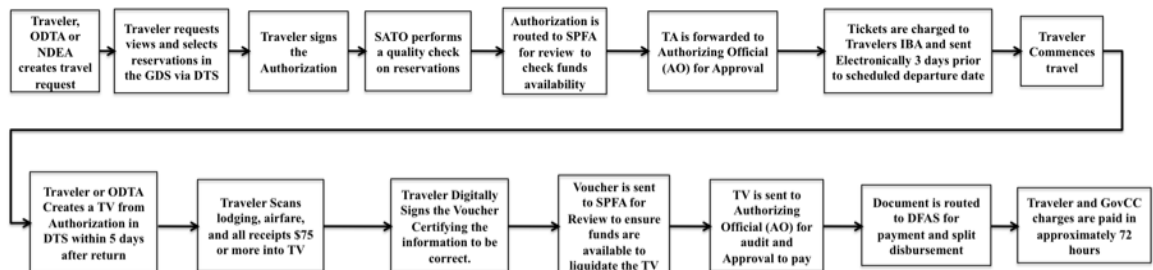 Traveler,
ODTA or
NDEA
creates travel
request
Traveler requests
views and selects
reservations in
the GDS via DTS
Traveler signs
the
Authorization
SATO performs
a quality check
on reservations
Authorization is
routed to SPFA
for review to
check funds
availability
TA is forwarded to
Authorizing Official
(AO) for Approval
Tickets are charged to
Travelers IBA and sent
Electronically 3 days prior
to scheduled departure date
Traveler
Commences
travel
Traveler or ODTA
Creates a TV from
Authorization in
DTS within 5 days
after return
Traveler Scans
lodging, airfare,
and all receipts $75
or more into TV
Traveler Digitally
Signs the Voucher
Certifying the
information to be
correct.
Voucher is sent
to SPFA for
Review to ensure
funds are
available to
liquidate the TV
TV is sent to
Authorizing
Official (AO) for
audit and
Approval to pay
Document is routed
to DFAS for
payment and split
disbursement
Traveler and GovCC
charges are paid in
approximately 72
hours